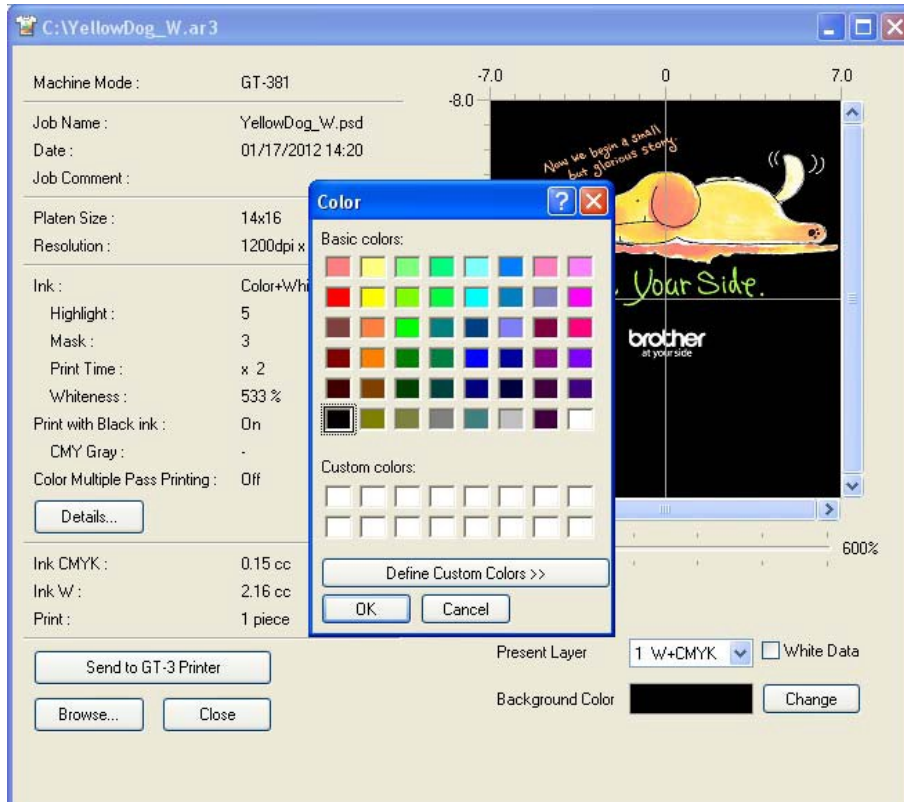 C:\YellowDog_W.ar3
Machine Mode : GT-381
Job Name : YellowDog_W.psd
Date : 01/17/2012 14:20
Job Comment :
Platen Size : 14x16
Resolution : 1200dpi x
Ink : Color+Whi
Highlight : 5
Mask : 3
Print Time : x 2
Whiteness : 533 %
Print with Black ink : On
CMY Gray : -
Color Multiple Pass Printing : Off
Details...
Ink CMYK : 0.15 cc
Ink W : 2.16 cc
Print : 1 piece
Send to GT-3 Printer
Browse... Close
Color
Basic colors:
Custom colors:
Define Custom Colors >>
OK Cancel
-7.0 0 7.0
-8.0
Now we begin a small
but glorious story.
Your Side.
brother
at your side
600%
Present Layer 1 W+CMYK White Data
Background Color Change